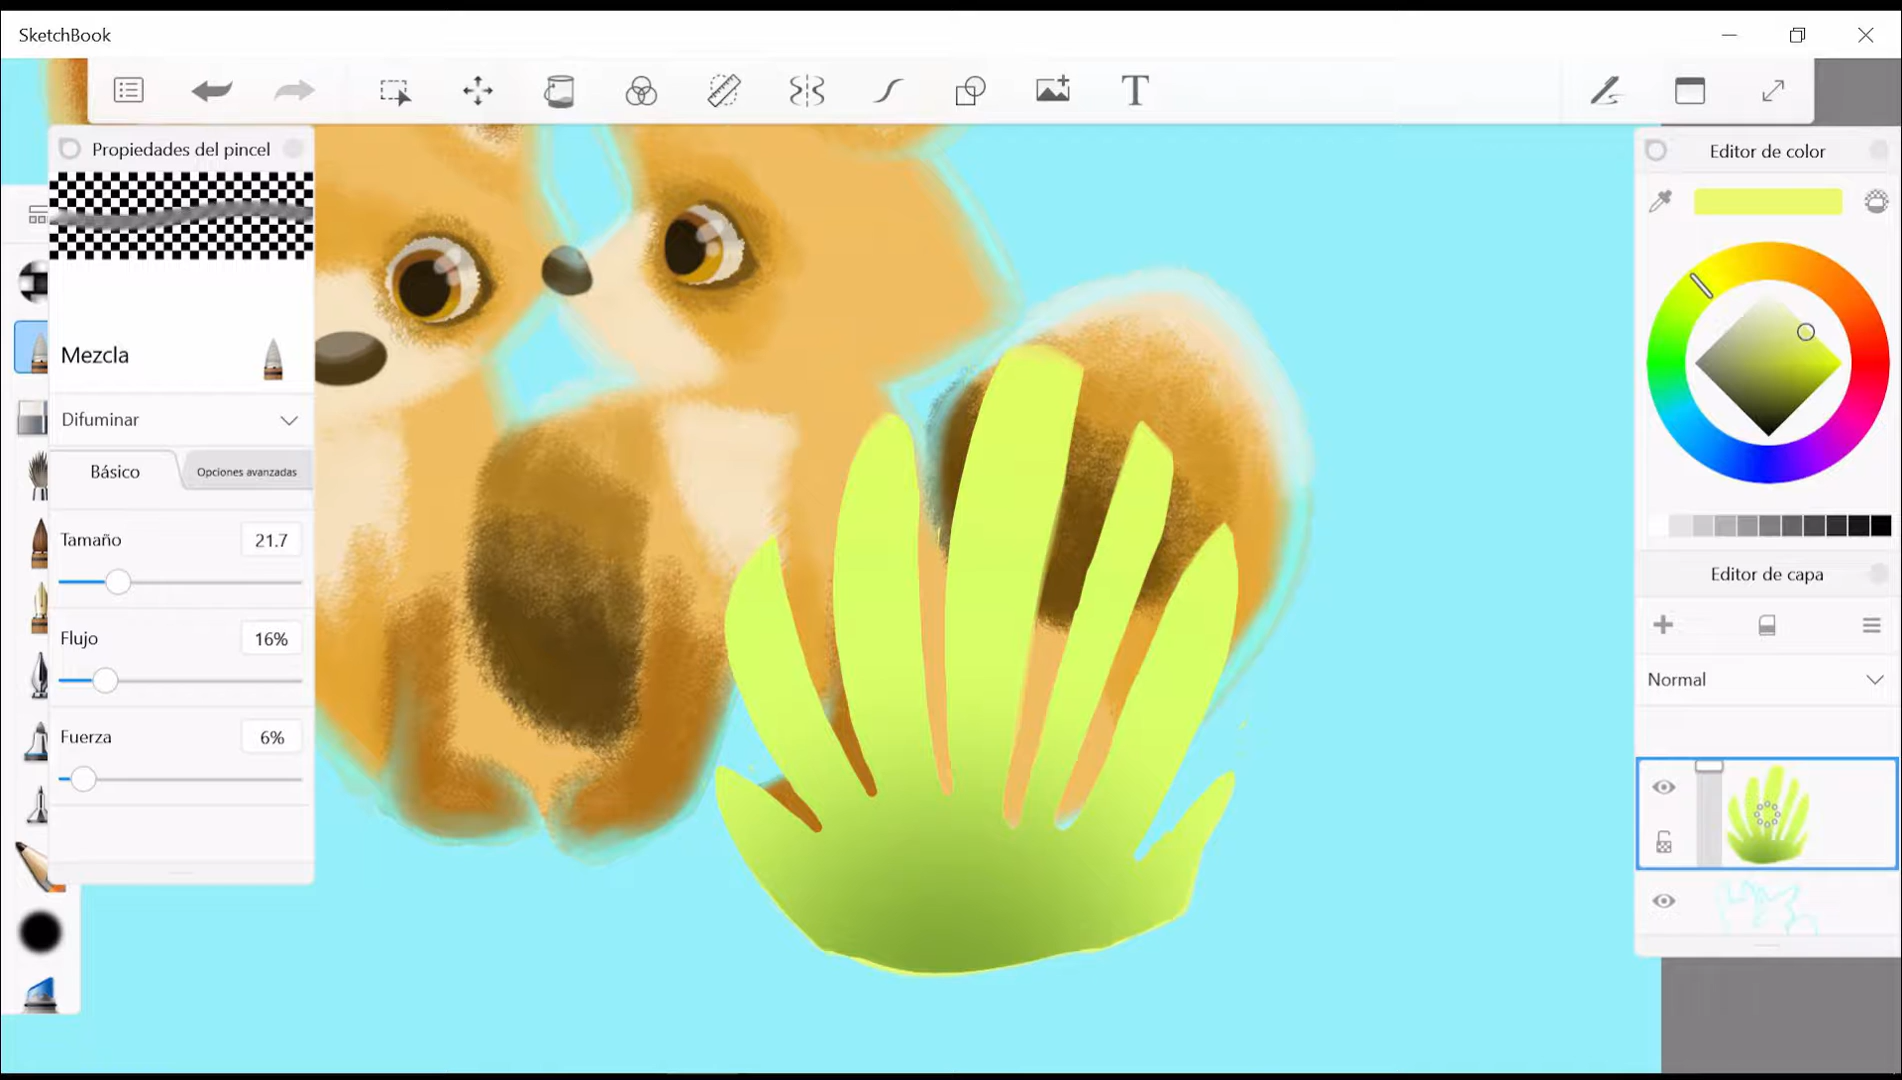 SketchBook
T
Propiedades del pincel
Mezcla
Difuminar
Básico
Opciones avanzadas
Tamaño
21.7
Flujo
16%
Fuerza
6%
Editor de color
Editor de capa
Normal